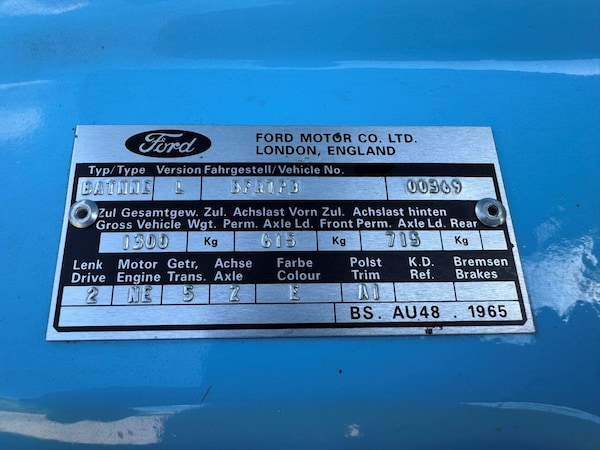 Ford FORD MOTOR CO. LTD.
LONDON, ENGLAND
Typ/Type Version Fahrgestell/Vehicle No.
BATNNE L BFATPB
Zul Gesamtgew. Zul. Achslast Vorn Zul. Achslast hinten
Gross Vehicle Wgt. Perm. Axle Ld. Front Perm. Axle Ld. Rear
1300 Kg 615 Kg 715 Kg
Lenk Motor Getr, Achse Farbe Polst K.D. Bremsen
Drive Engine Trans. Axle Colour Trim Ref. Brakes
2 NE 5 Z E A1
BS. AU48 . 1965